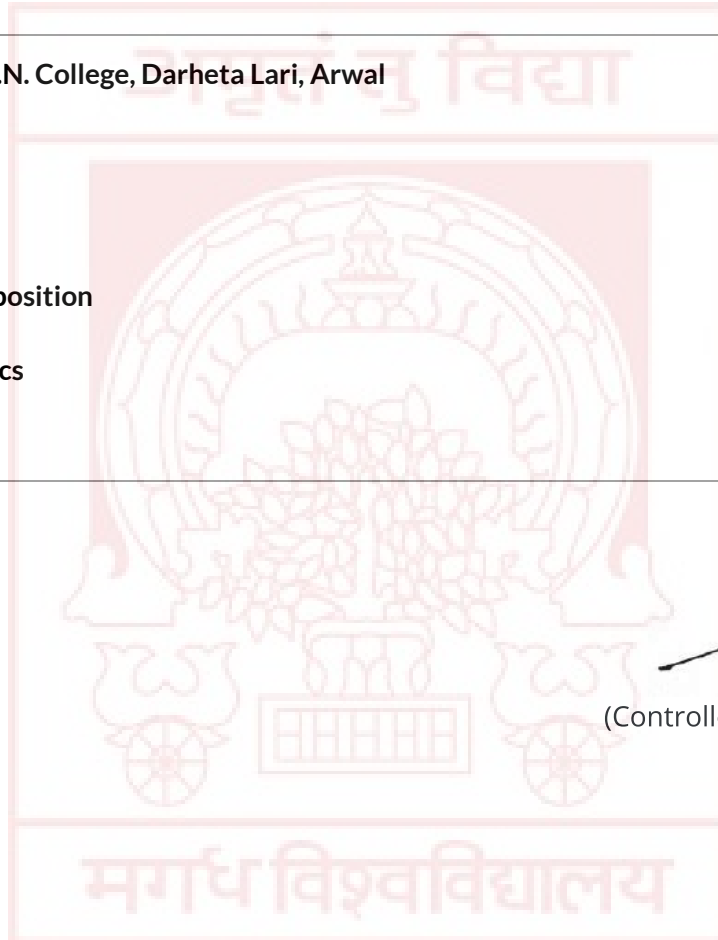 अमृतं तु विद्या
.N. College, Darheta Lari, Arwal
position
cs
(Controll
मगध विश्वविद्यालय